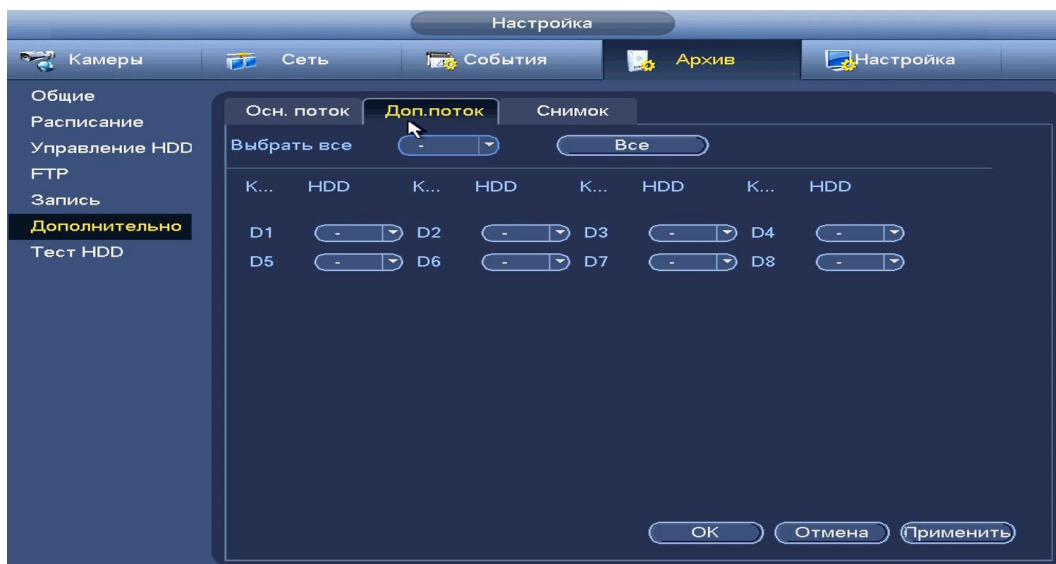 Настройка
Камеры Сеть События Архив Настройка
Общие
Расписание
Управление HDD
FTP
Запись
Дополнительно
Тест HDD
Осн. поток Доп.поток Снимок
Выбрать все - Все
К... HDD К... HDD К... HDD К... HDD
D1 - D2 - D3 - D4 -
D5 - D6 - D7 - D8 -
OK Отмена Применить